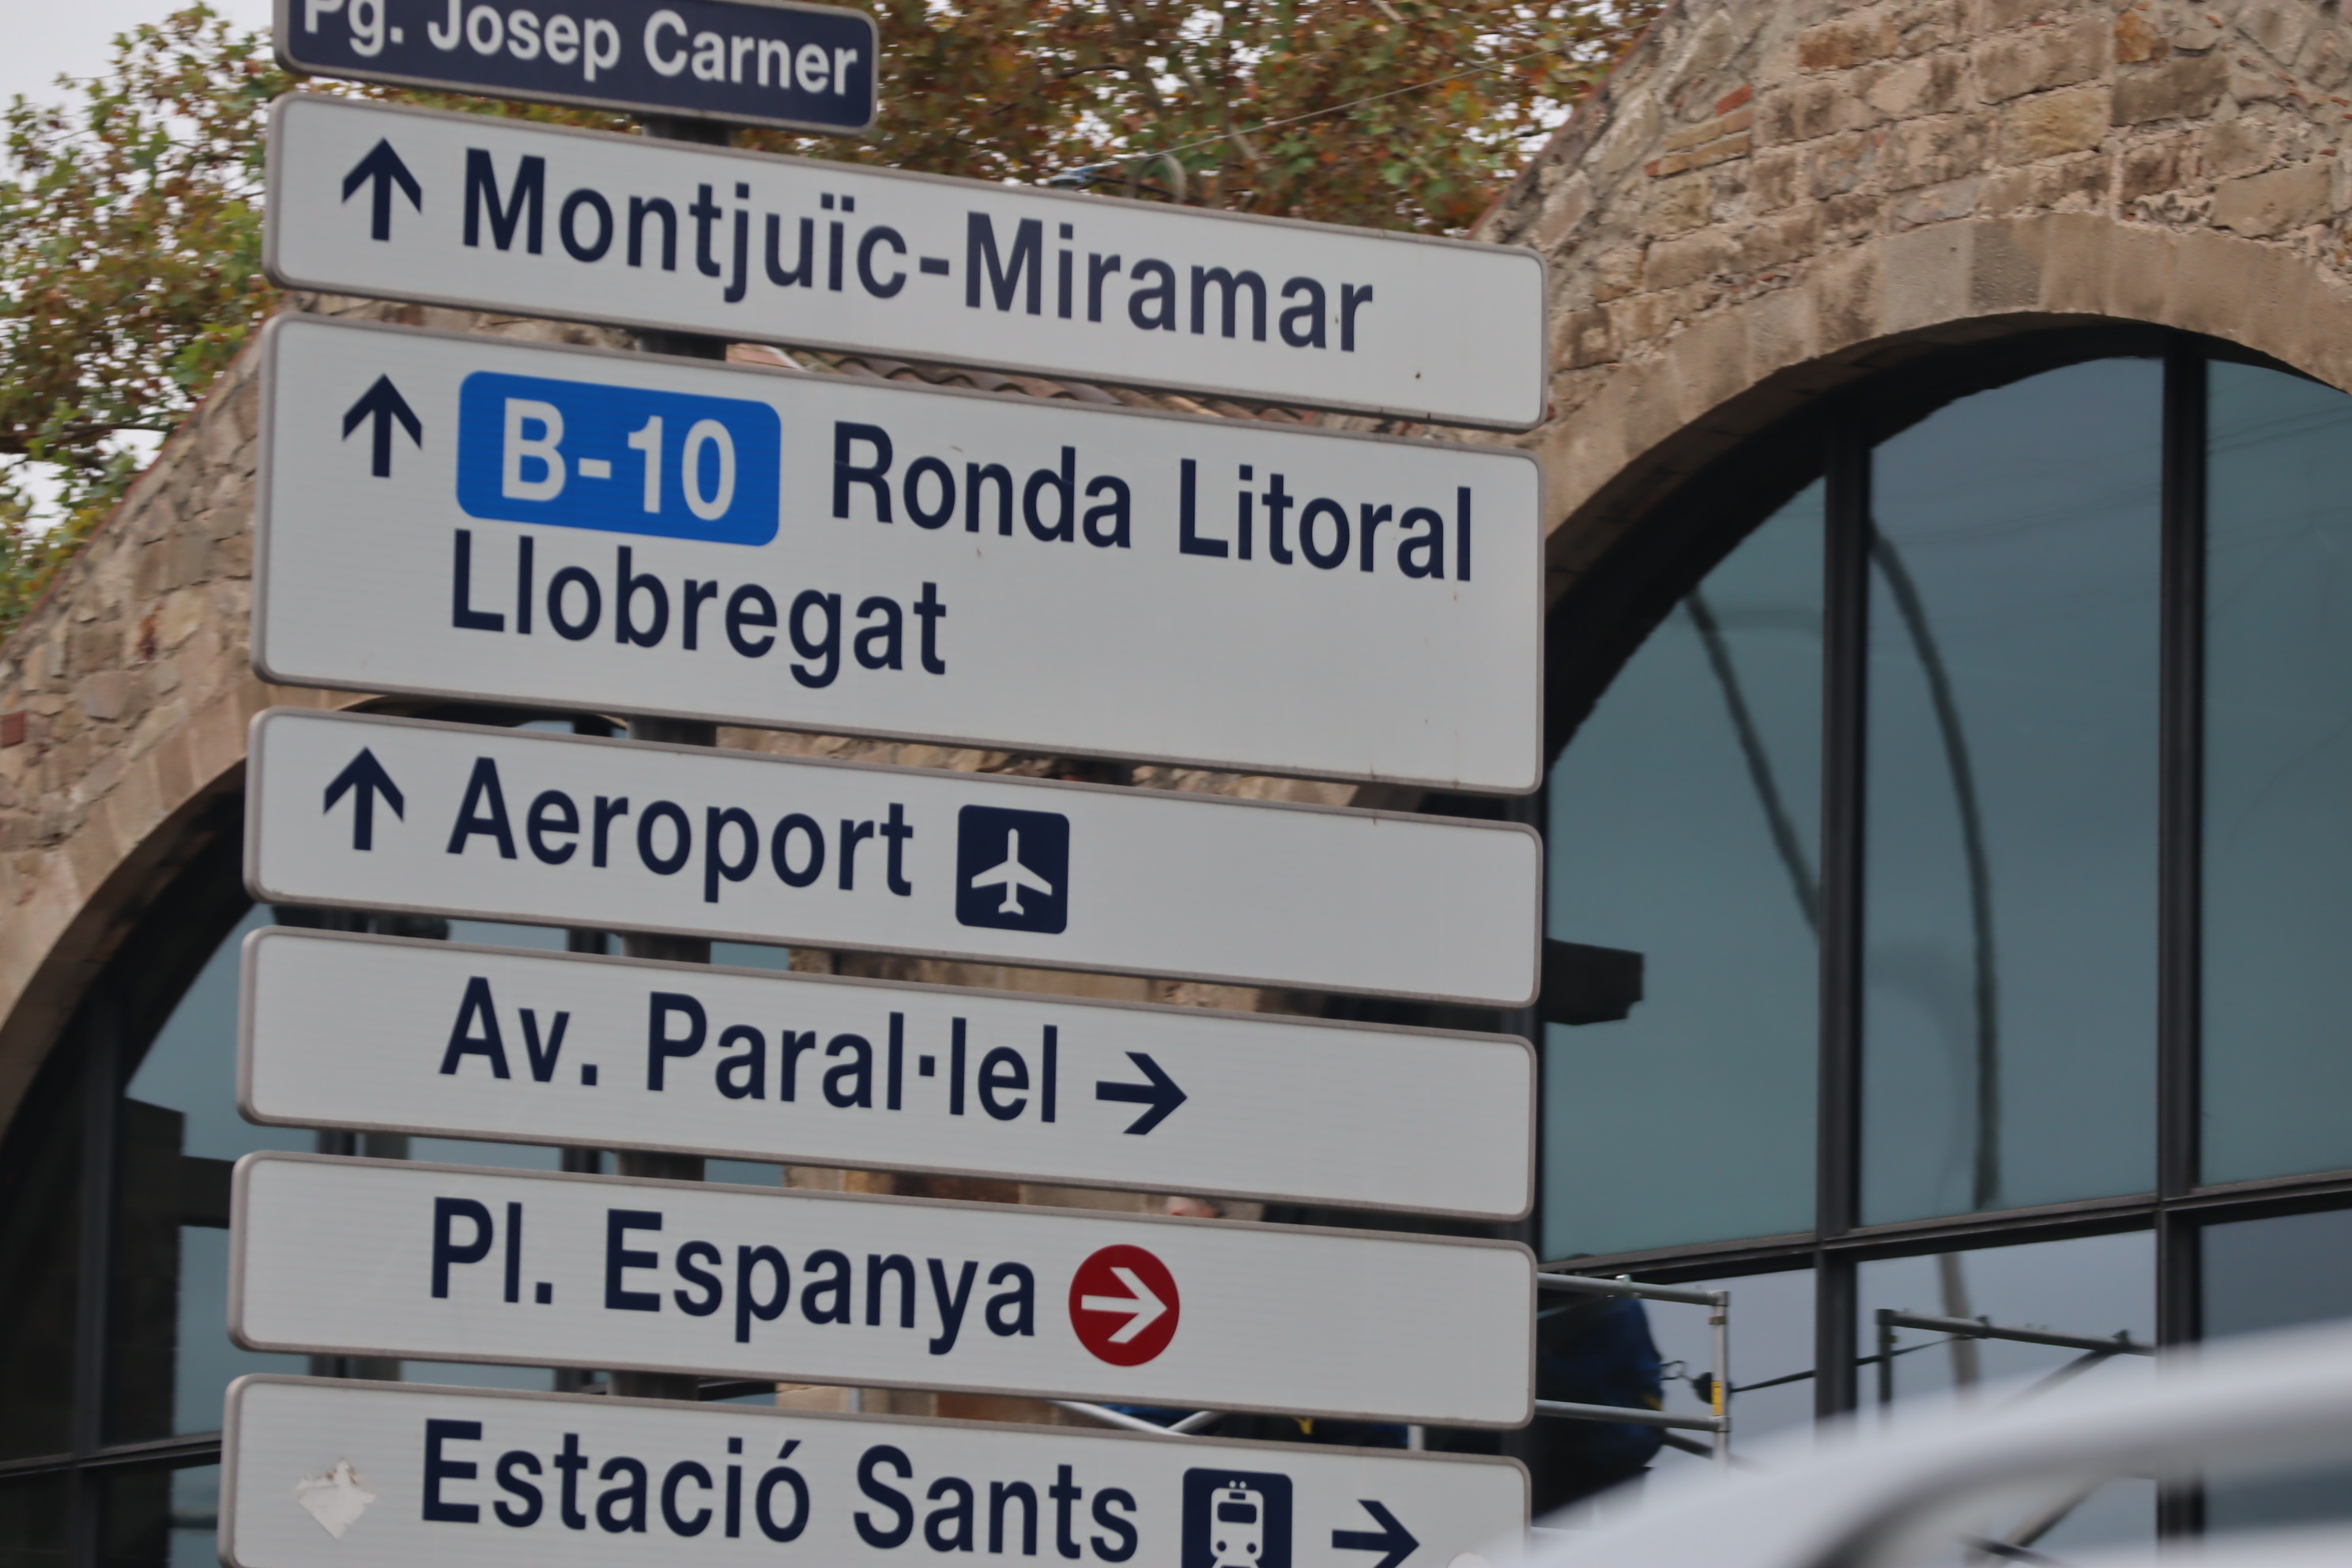 Pg. Josep Carner
Montjuïc-Miramar
B-10 Ronda Litoral
Llobregat
Aeroport
Av. Paral·lel
Pl. Espanya
Estació Sants